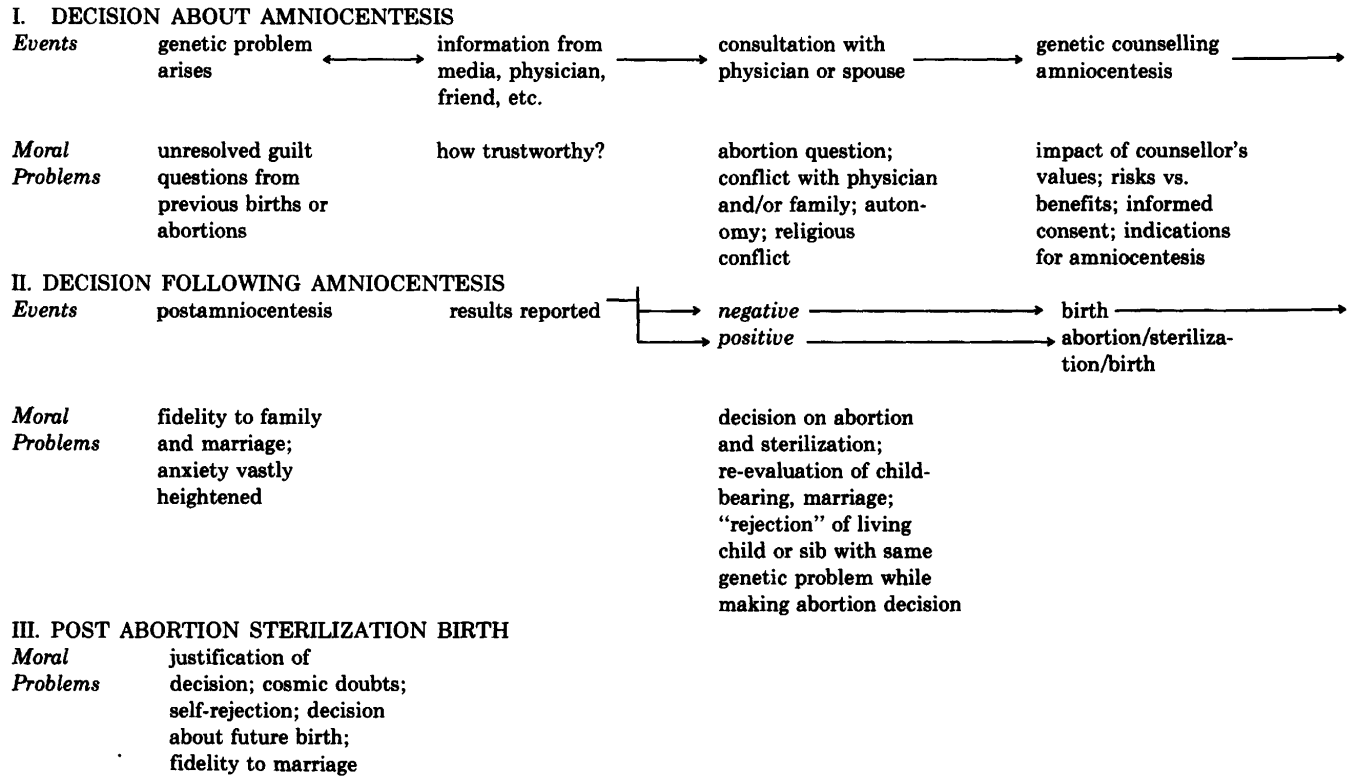 I. DECISION ABOUT AMNIOCENTESIS
Events genetic problem information from consultation with genetic counselling
arises media, physician, physician or spouse amniocentesis
friend, etc.
Moral unresolved guilt how trustworthy? abortion question; impact of counsellor's
Problems questions from conflict with physician values; risks vs.
previous births or and/or family; auton- benefits; informed
abortions omy; religious consent; indications
conflict for amniocentesis
II. DECISION FOLLOWING AMNIOCENTESIS
Events postamniocentesis results reported negative birth
positive abortion/steriliza-
tion/birth
Moral fidelity to family decision on abortion
Problems and marriage; and sterilization;
anxiety vastly re-evaluation of child-
heightened bearing, marriage;
"rejection" of living
child or sib with same
genetic problem while
making abortion decision
III. POST ABORTION STERILIZATION BIRTH
Moral justification of
Problems decision; cosmic doubts;
self-rejection; decision
about future birth;
fidelity to marriage